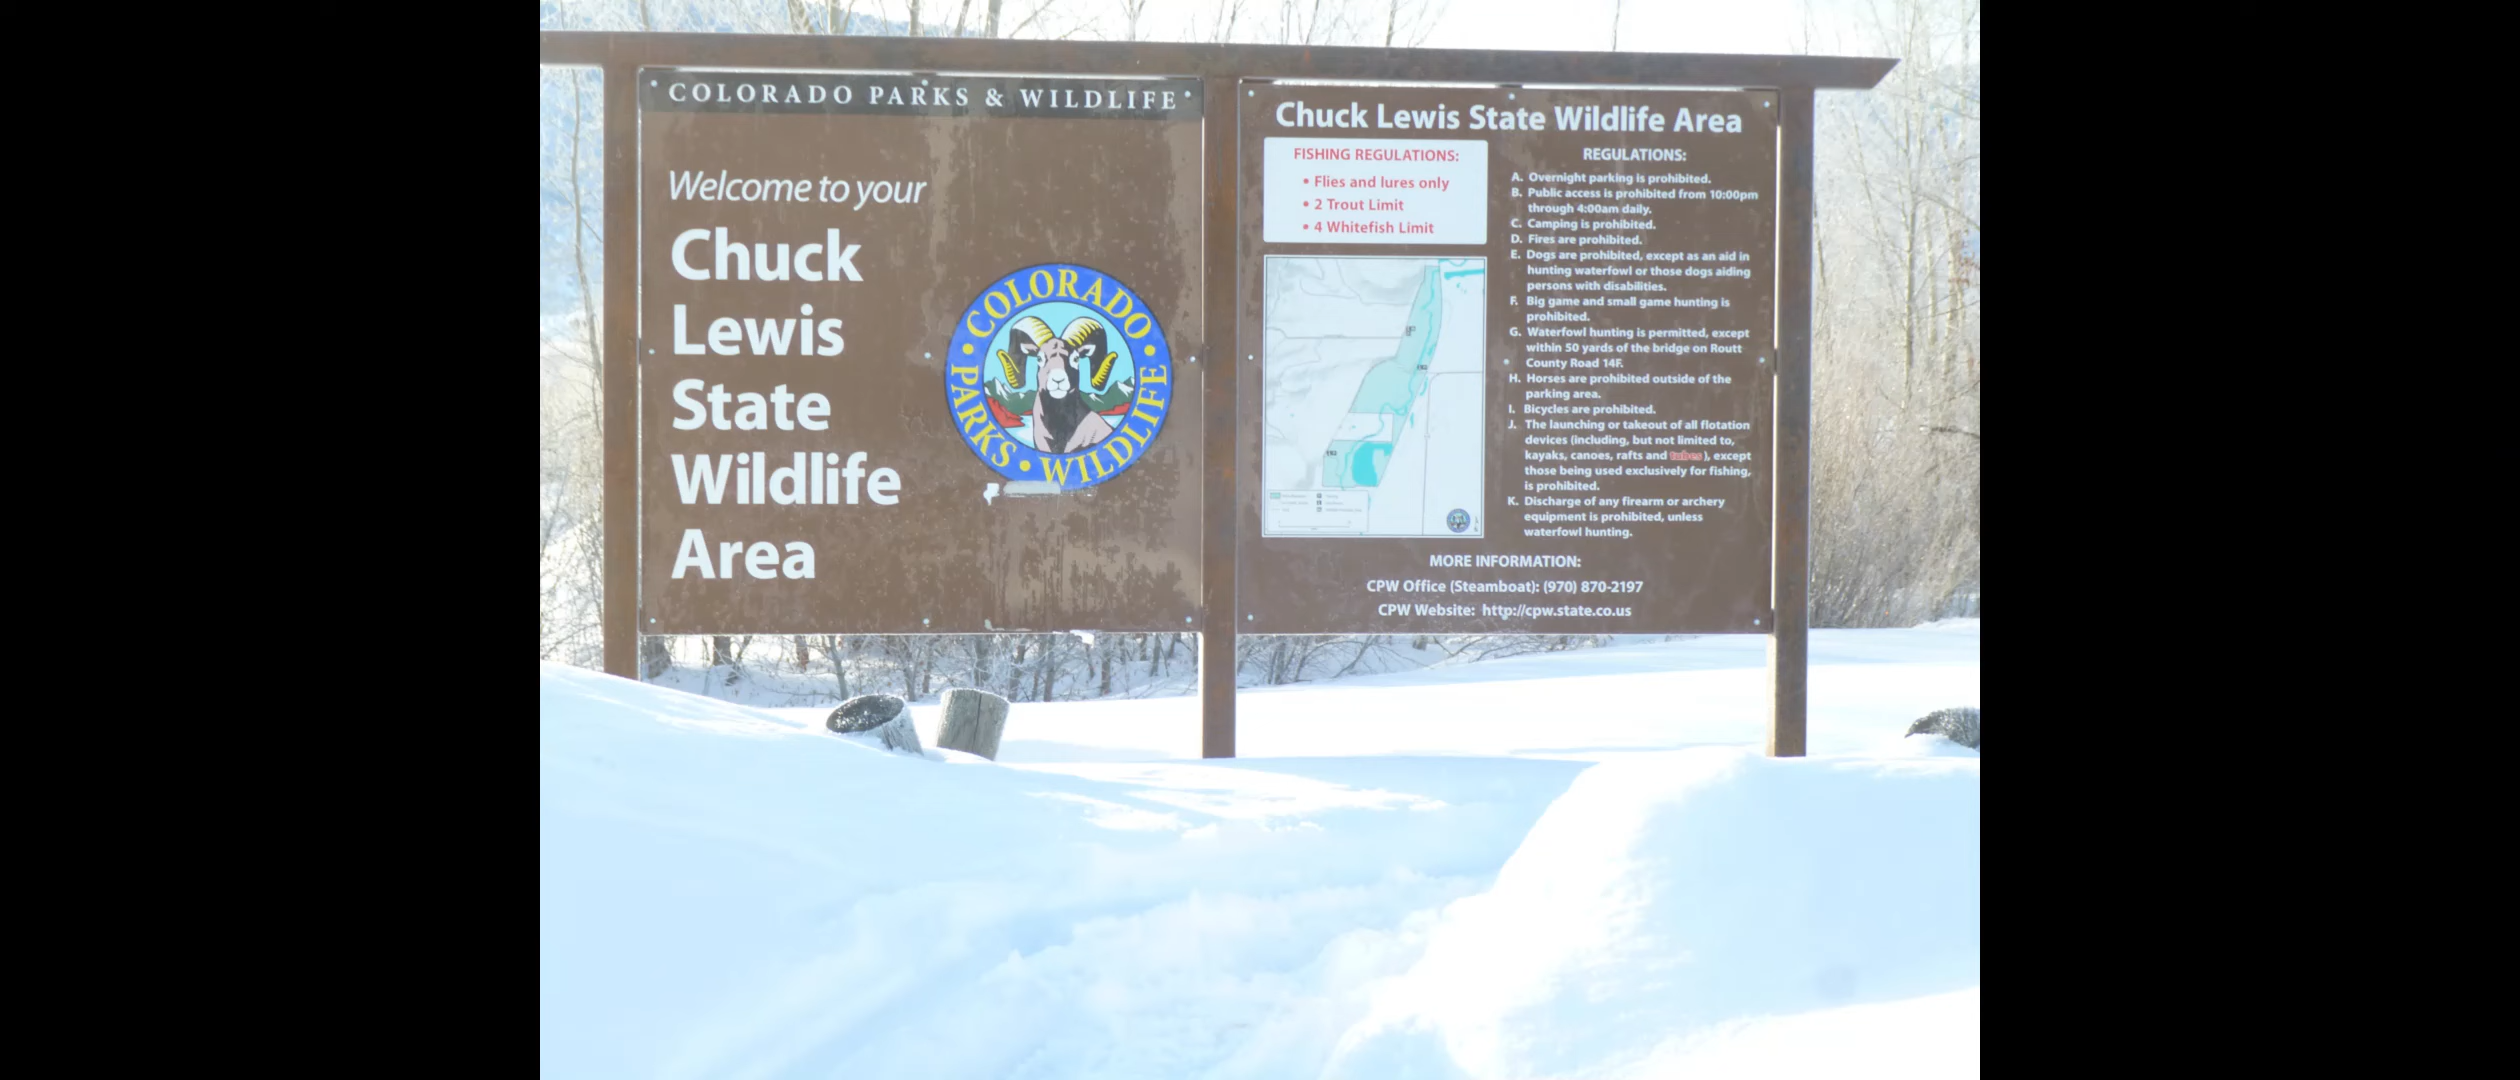 COLORADO PARKS & WILDLIFE
Welcome to your
Chuck
Lewis
State
Wildlife
Area
COLORADO
PARKS • WILDLIFE
Chuck Lewis State Wildlife Area
FISHING REGULATIONS:
• Flies and lures only
• 2 Trout Limit
• 4 Whitefish Limit
REGULATIONS:
A. Overnight parking is prohibited.
B. Public access is prohibited from 10:00pm
through 4:00am daily.
C. Camping is prohibited.
D. Fires are prohibited.
E. Dogs are prohibited, except as an aid in
hunting waterfowl or those dogs aiding
persons with disabilities.
F. Big game and small game hunting is
prohibited.
G. Waterfowl hunting is permitted, except
within 50 yards of the bridge on Routt
County Road 14F.
H. Horses are prohibited outside of the
parking area.
I. Bicycles are prohibited.
J. The launching or takeout of all flotation
devices (including, but not limited to,
kayaks, canoes, rafts and tubes), except
those being used exclusively for fishing,
is prohibited.
K. Discharge of any firearm or archery
equipment is prohibited, unless
waterfowl hunting.
MORE INFORMATION:
CPW Office (Steamboat): (970) 870-2197
CPW Website: http://cpw.state.co.us